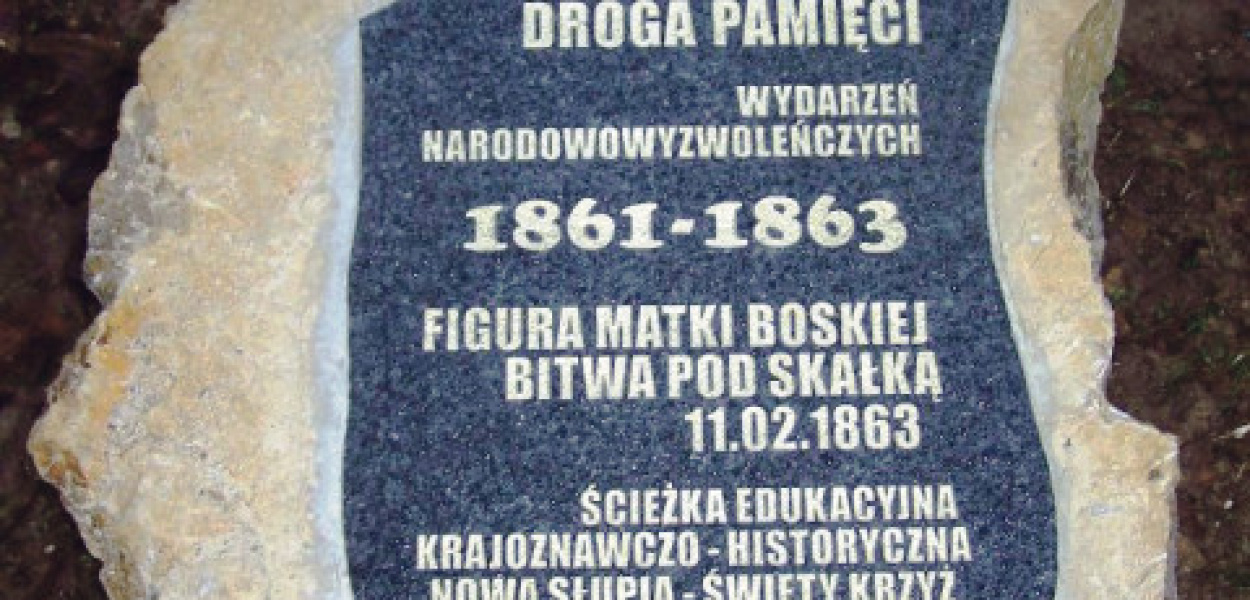 DROGA PAMIĘCI
WYDARZEŃ
NARODOWOWYZWOLEŃCZYCH
1861-1863
FIGURA MATKI BOSKIEJ
BITWA POD SKAŁKĄ
11.02.1863
ŚCIEŻKA EDUKACYJNA
KRAJOZNAWCZO - HISTORYCZNA
NOWA SŁUPIA - ŚWIĘTY KRZYŻ